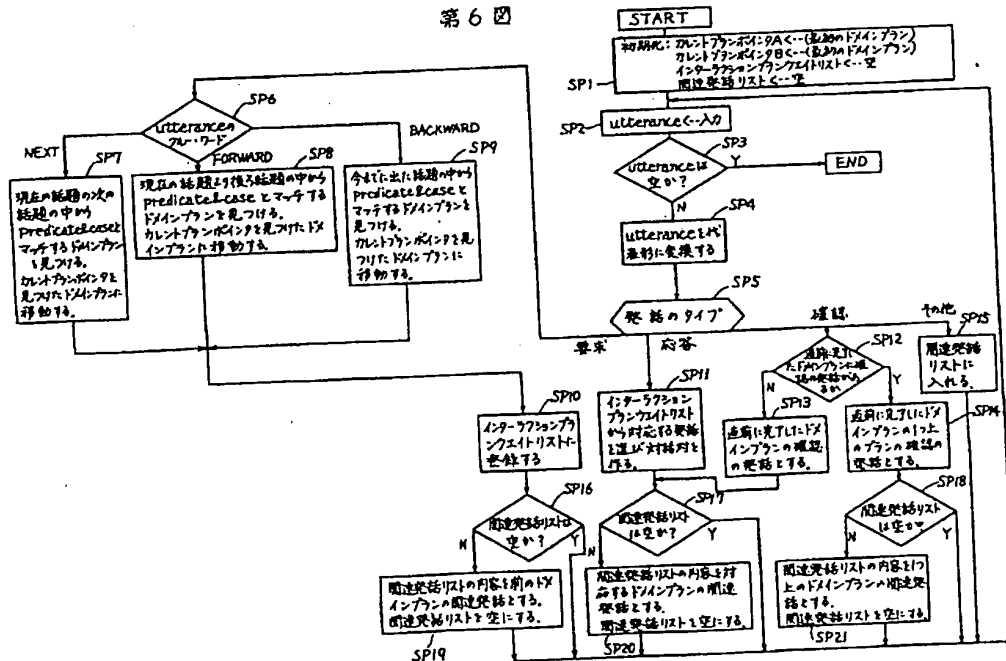 第6図
START
初期化：カレントプランポインタA<--(最初のドメインプラン)
カレントプランポインタB<--(最初のドメインプラン)
インターラクションプランウエイトリスト<--空
関連発話リスト<--空
SP1
SP2
utterance<--入力
SP3
utteranceは
空か?
Y
END
N
SP4
utteranceを代
表形に変換する
SP5
発話のタイプ
要求
応答
確認
その他
SP6
utteranceの
クルー・ワード
NEXT
FORWARD
BACKWARD
SP7
現在の話題の次の
話題の中から
predicate&caseと
マッチするドメインプラン
を見つける。
カレントプランポインタを
見つけたドメインプランに
移動する。
SP8
現在の話題より後ろ話題の中から
predicate&caseとマッチする
ドメインプランを見つける。
カレントプランポインタを見つけたドメ
インプランに移動する。
SP9
今までに出た話題の中から
predicate&caseと
マッチするドメインプランを
見つける。
カレントプランポインタを見
つけたドメインプランに
移動する。
SP10
インターラクションプラ
ンウエイトリストに
登録する
SP11
インターラクション
プランウエイトリスト
から対応する発話
を選び対話対を
作る。
SP12
直前に完了し
たドメインプランに確
認の発話がある
か
N
Y
SP13
直前に完了したドメ
インプランの確認
の発話とする。
SP14
直前に完了したドメ
インプランの1つ上
のプランの確認の
発話とする。
SP15
関連発話
リストに
入れる。
SP16
関連発話リストは
空か?
N
Y
SP17
関連発話リスト
は空か?
N
Y
SP18
関連発話リスト
は空か
N
Y
関連発話リストの内容を前のドメ
インプランの関連発話とする。
関連発話リストを空にする。
SP19
関連発話リストの内容を対
応するドメインプランの関連
発話とする。
関連発話リストを空にする。
SP20
関連発話リストの内容を1つ
上のドメインプランの関連発
話とする。
関連発話リストを空にする。
SP21